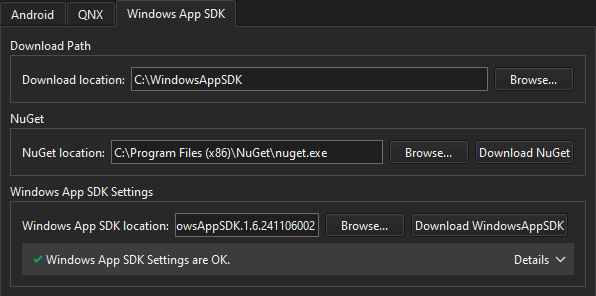 Android QNX Windows App SDK
Download Path
Download location: C:\WindowsAppSDK Browse...
NuGet
NuGet location: C:\Program Files (x86)\NuGet\nuget.exe Browse... Download NuGet
Windows App SDK Settings
Windows App SDK location: owsAppSDK.1.6.241106002 Browse... Download WindowsAppSDK
Windows App SDK Settings are OK. Details